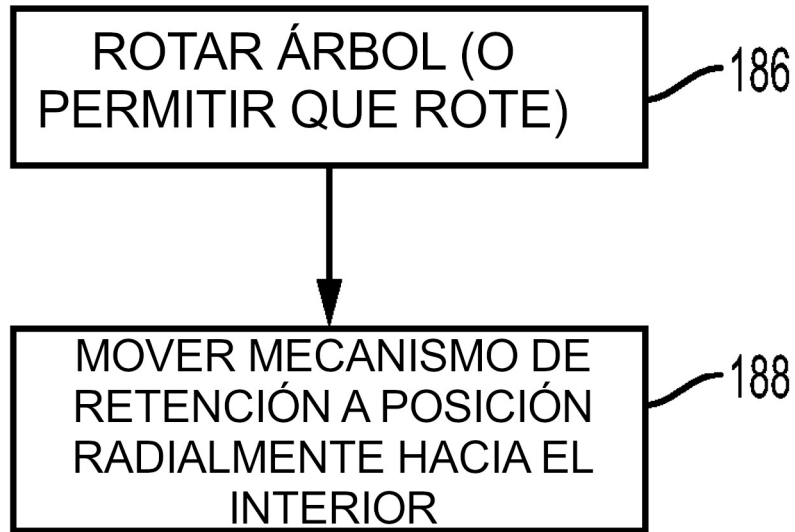 ROTAR ÁRBOL (O
PERMITIR QUE ROTE)
186
MOVER MECANISMO DE
RETENCIÓN A POSICIÓN
RADIALMENTE HACIA EL
INTERIOR
188